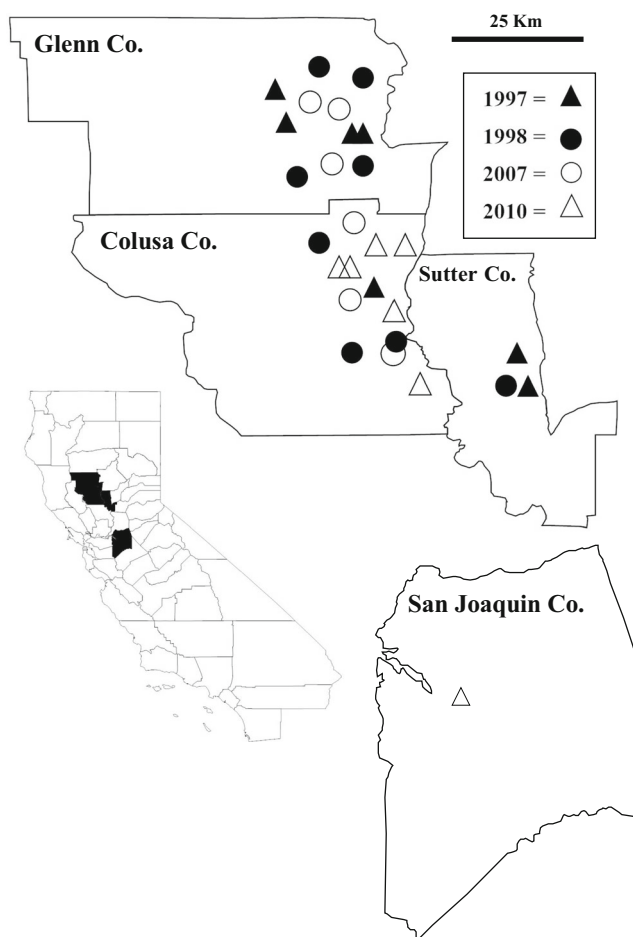 Glenn Co.
25 Km
1997 =
1998 =
2007 =
2010 =
Colusa Co.
Sutter Co.
San Joaquin Co.